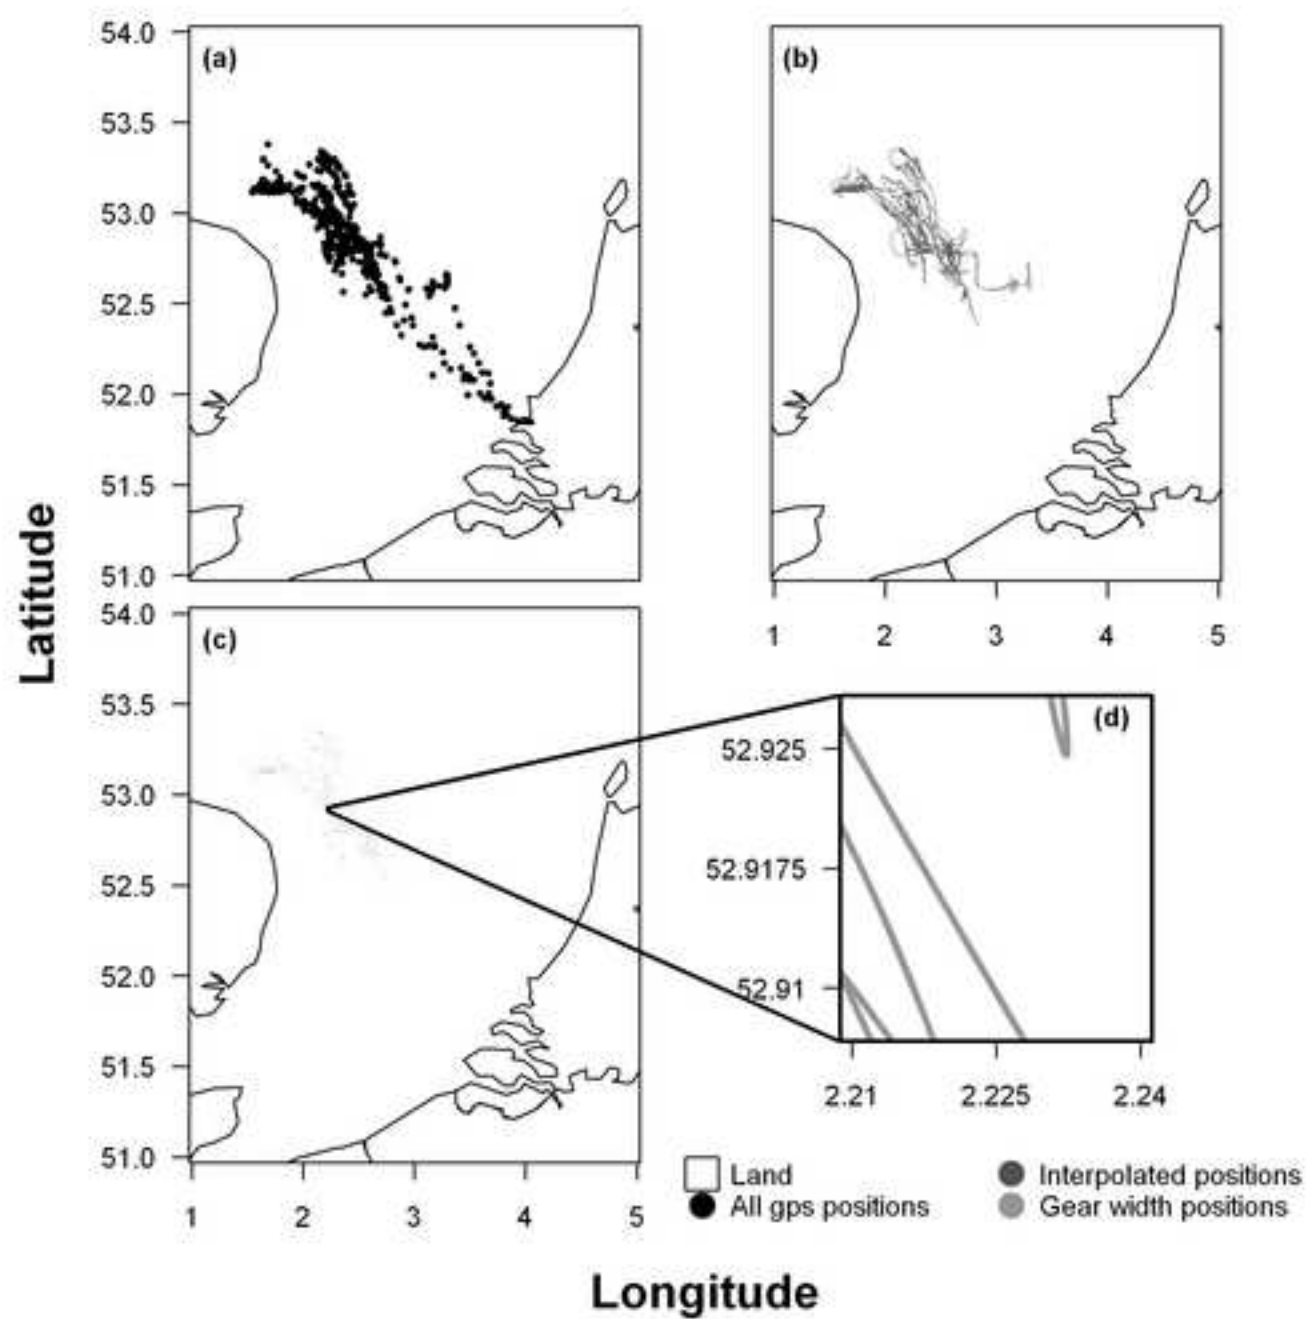 (a)
54.0
53.5
53.0
52.5
52.0
51.5
51.0
(b)
1 2 3 4 5
(c)
54.0
53.5
53.0
52.5
52.0
51.5
51.0
1 2 3 4 5
(d)
52.925
52.9175
52.91
2.21 2.225 2.24
Latitude
Longitude
Land
All gps positions
Interpolated positions
Gear width positions